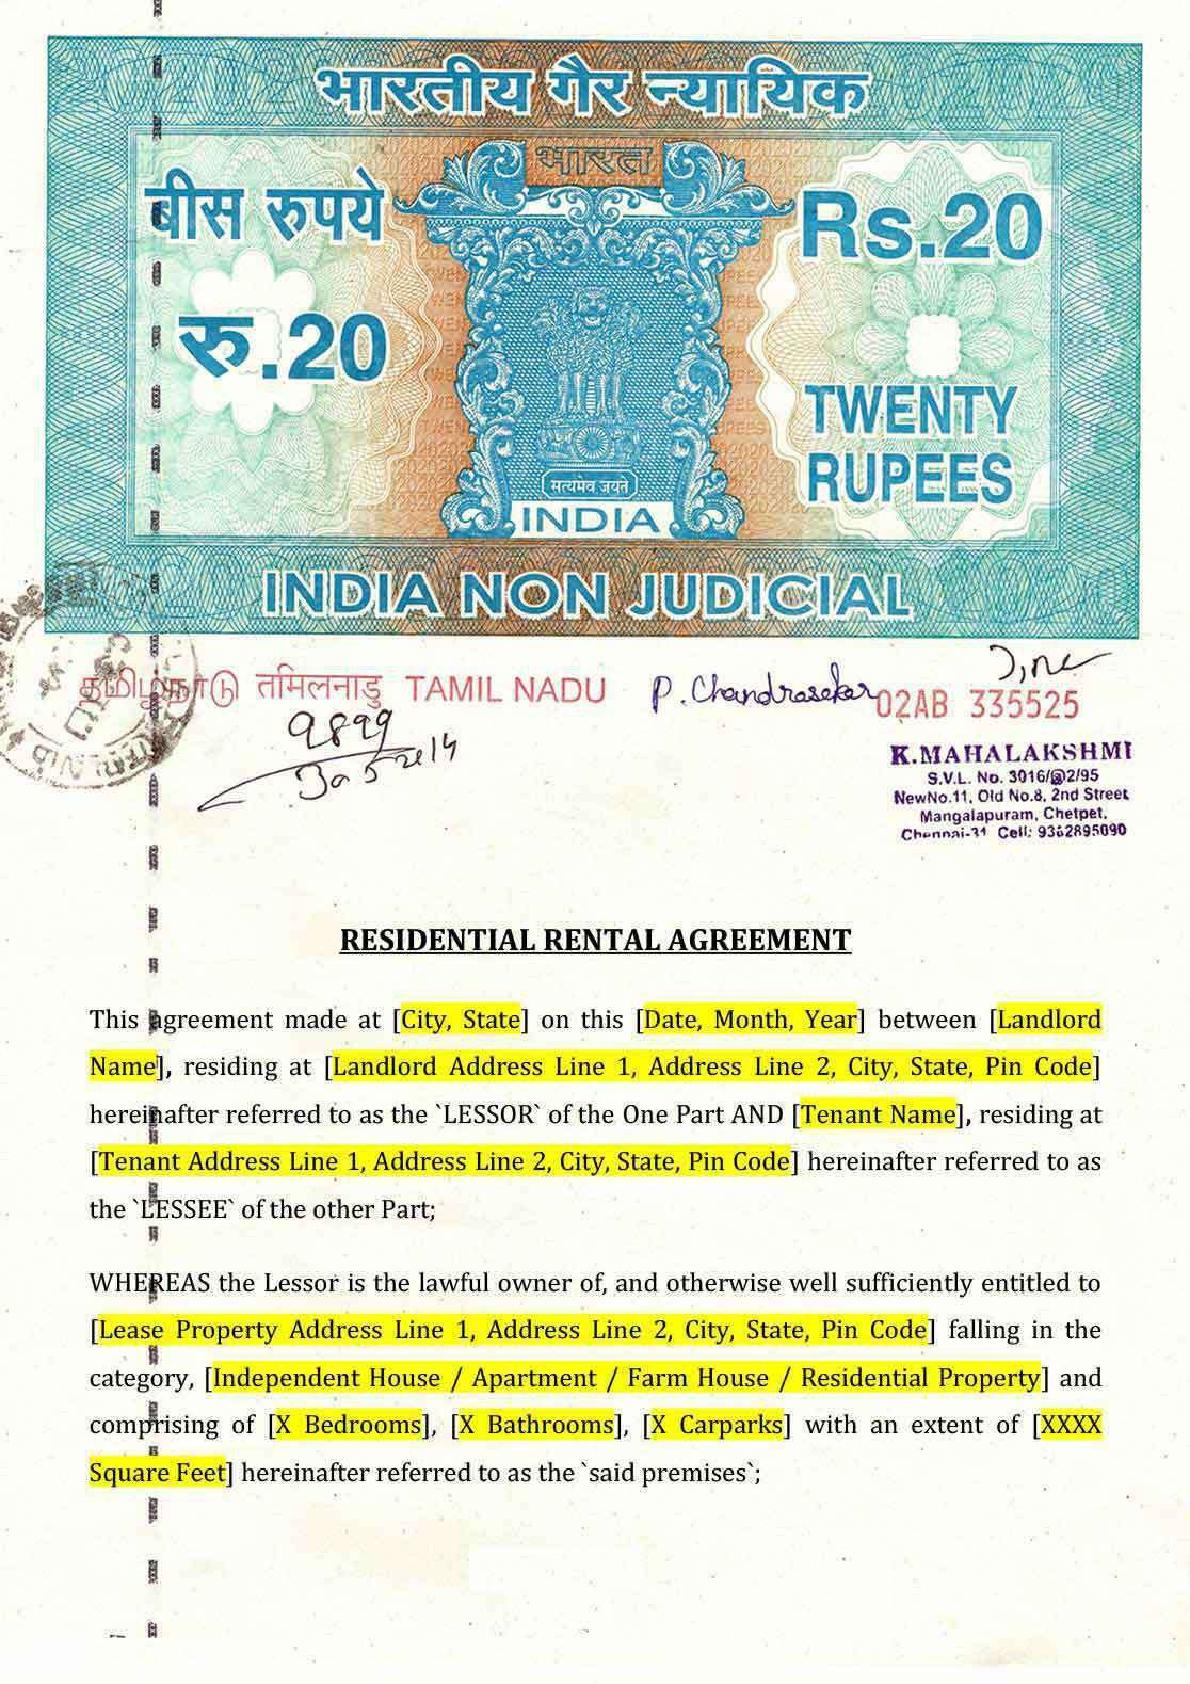 भारतीय गैर न्यायिक
भारत
बीस रुपये
Rs.20
रु.20
TWENTY
RUPEES
सत्यमेव जयते
INDIA
INDIA NON JUDICIAL
தமிழ்நாடு तमिलनाडु TAMIL NADU
P. Chandrasekar
02AB 335525
9899
K.MAHALAKSHMI
S.V.L. No. 3016/@2/95
NewNo.11, Old No.8, 2nd Street
Mangalapuram, Chetpet,
Chennai-31 Cell: 9362895090
RESIDENTIAL RENTAL AGREEMENT
This agreement made at [City, State] on this [Date, Month, Year] between [Landlord
Name], residing at [Landlord Address Line 1, Address Line 2, City, State, Pin Code]
hereinafter referred to as the `LESSOR` of the One Part AND [Tenant Name], residing at
[Tenant Address Line 1, Address Line 2, City, State, Pin Code] hereinafter referred to as
the `LESSEE` of the other Part;
WHEREAS the Lessor is the lawful owner of, and otherwise well sufficiently entitled to
[Lease Property Address Line 1, Address Line 2, City, State, Pin Code] falling in the
category, [Independent House / Apartment / Farm House / Residential Property] and
comprising of [X Bedrooms], [X Bathrooms], [X Carparks] with an extent of [XXXX
Square Feet] hereinafter referred to as the `said premises`;